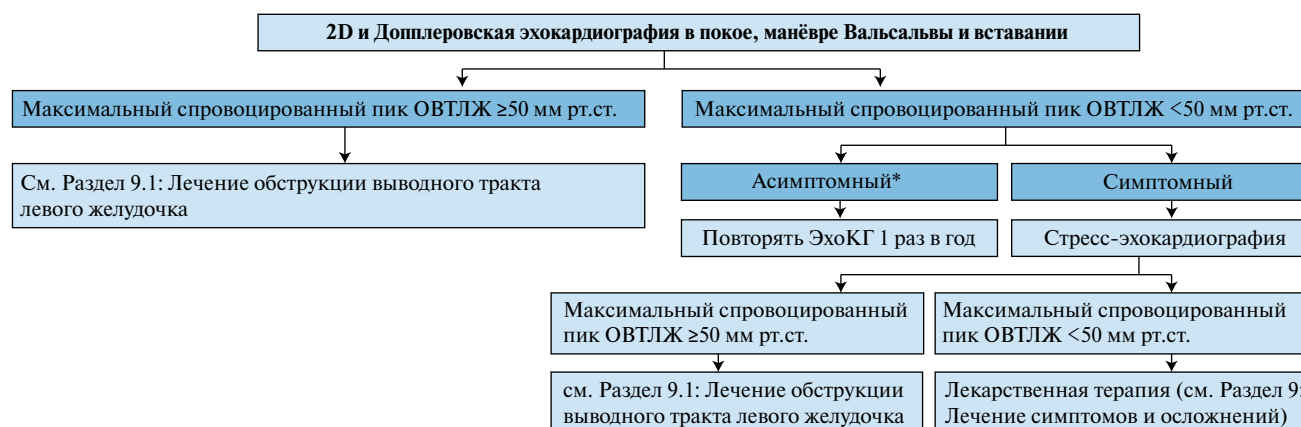 2D и Допплеровская эхокардиография в покое, манёвре Вальсальвы и вставании
Максимальный спровоцированный пик ОВТЛЖ ≥50 мм рт.ст.
Максимальный спровоцированный пик ОВТЛЖ <50 мм рт.ст.
См. Раздел 9.1: Лечение обструкции выводного тракта
левого желудочка
Асимптомный*
Симптомный
Повторять ЭхоКГ 1 раз в год
Стресс-эхокардиография
Максимальный спровоцированный
пик ОВТЛЖ ≥50 мм рт.ст.
Максимальный спровоцированный
пик ОВТЛЖ <50 мм рт.ст.
см. Раздел 9.1: Лечение обструкции
выводного тракта левого желудочка
Лекарственная терапия (см. Раздел 9:
Лечение симптомов и осложнений)